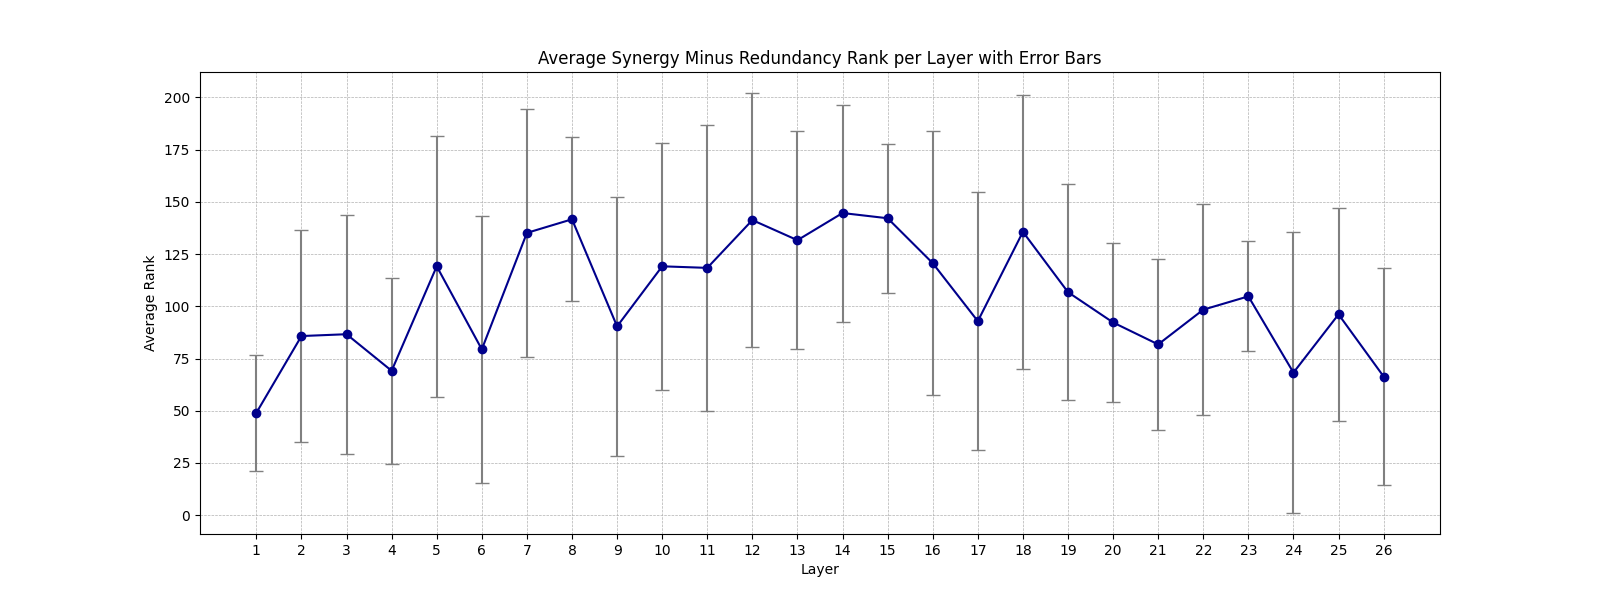 Average Synergy Minus Redundancy Rank per Layer with Error Bars
Average Rank
200
175
150
125
100
75
50
25
0
1 2 3 4 5 6 7 8 9 10 11 12 13 14 15 16 17 18 19 20 21 22 23 24 25 26
Layer